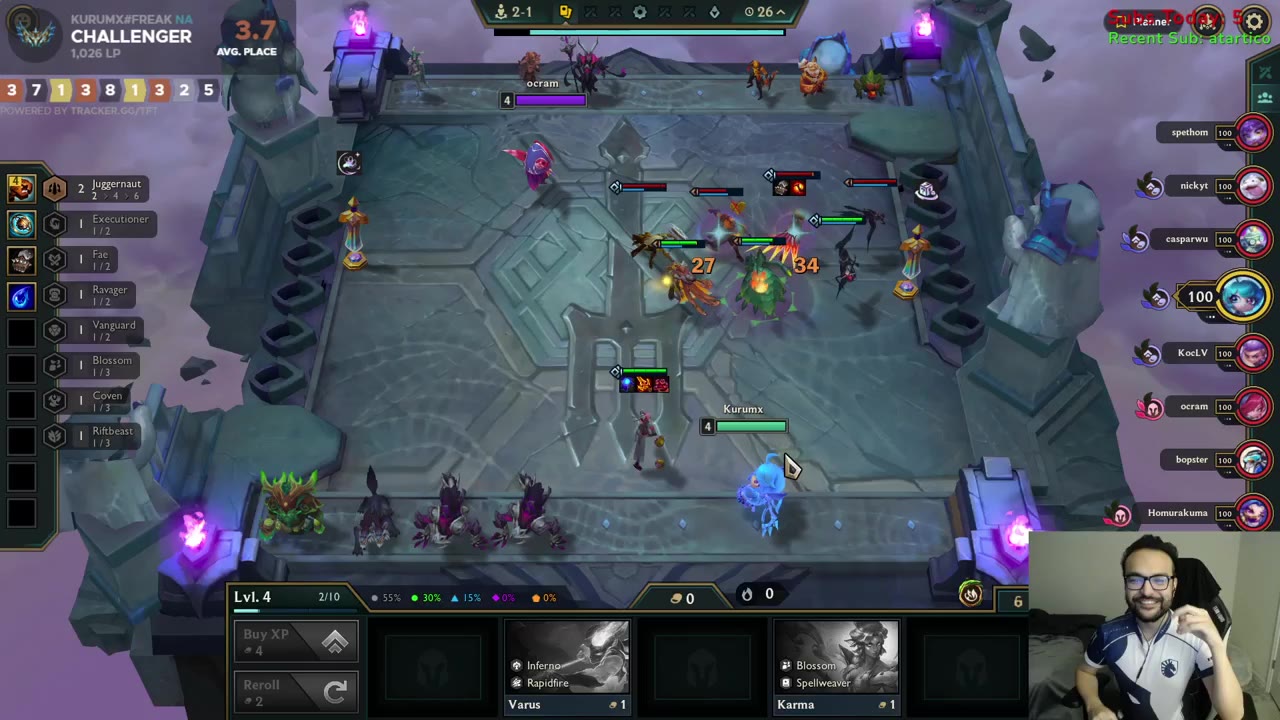 KURUMX#FREAK NA
CHALLENGER
1,026 LP
3.7
AVG. PLACE
3 7 1 3 8 1 3 2 5
POWERED BY TRACKER.GG/TFT
2-1
26
Subs Today: 5
Planner
Recent Sub: atartico
ocram
4
spethom 100
nickyt 100
casparwu 100
100
KocLV 100
ocram 100
bopster 100
Homurakuma 100
4
2 Juggernaut
2 > 4 > 6
1 Executioner
1 / 2
1 Fae
1 / 2
1 Ravager
1 / 2
1 Vanguard
1 / 2
1 Blossom
1 / 3
1 Coven
1 / 3
1 Riftbeast
1 / 3
27
34
Kurumx
4
Lvl. 4 2/10
55% 30% 15% 0% 0%
0
0
6
Buy XP
4
Reroll
2
Inferno
Rapidfire
Varus 1
Blossom
Spellweaver
Karma 1